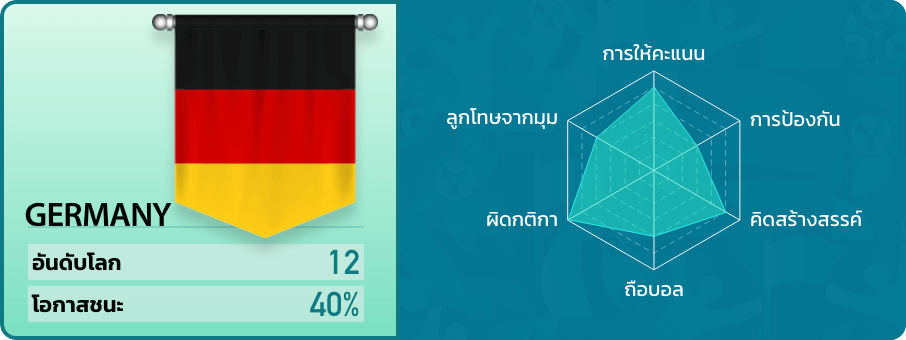 GERMANY
อันดับโลก 12
โอกาสชนะ 40%
การให้คะแนน
ลูกโทษจากมุม
การป้องกัน
ผิดกติกา
คิดสร้างสรรค์
ถือบอล